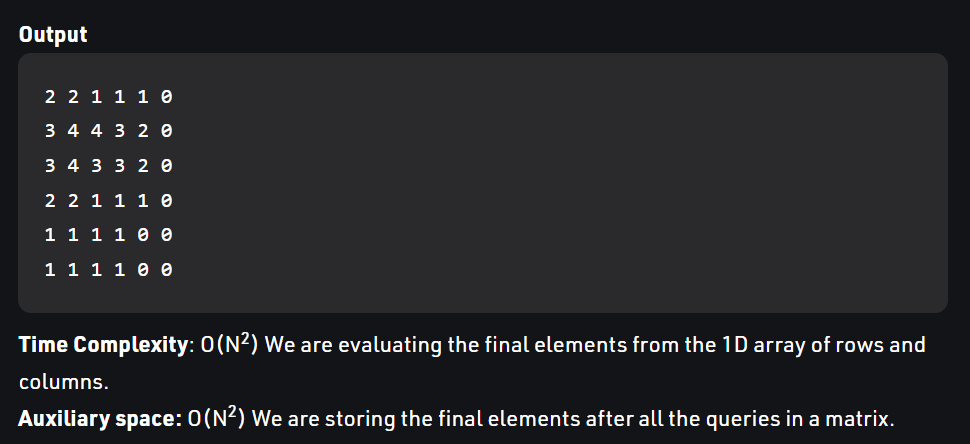 Output
2 2 1 1 1 0
3 4 4 3 2 0
3 4 3 3 2 0
2 2 1 1 1 0
1 1 1 1 0 0
1 1 1 1 0 0
Time Complexity: O(N²) We are evaluating the final elements from the 1D array of rows and
columns.
Auxiliary space: O(N²) We are storing the final elements after all the queries in a matrix.